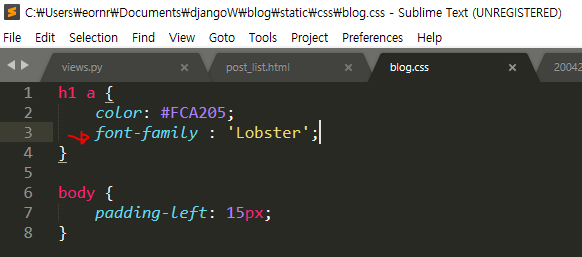 C:₩Users₩eornr₩Documents₩djangoW₩blog₩static₩css₩blog.css - Sublime Text (UNREGISTERED)
File Edit Selection Find View Goto Tools Project Preferences Help
views.py post_list.html blog.css 20042
1 h1 a {
2 color: #FCA205;
3 font-family : 'Lobster';
4 }
5
6 body {
7 padding-left: 15px;
8 }